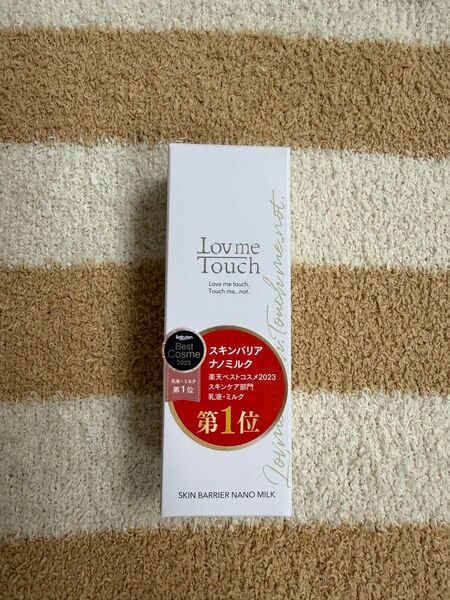 Lov me
Touch
Love me touch.
Touch me...not.
Rakuten
Best
Cosme
2023
乳液・ミルク
第1位
スキンバリア
ナノミルク
楽天ベストコスメ2023
スキンケア部門
乳液・ミルク
第1位
SKIN BARRIER NANO MILK
Touch me...not.